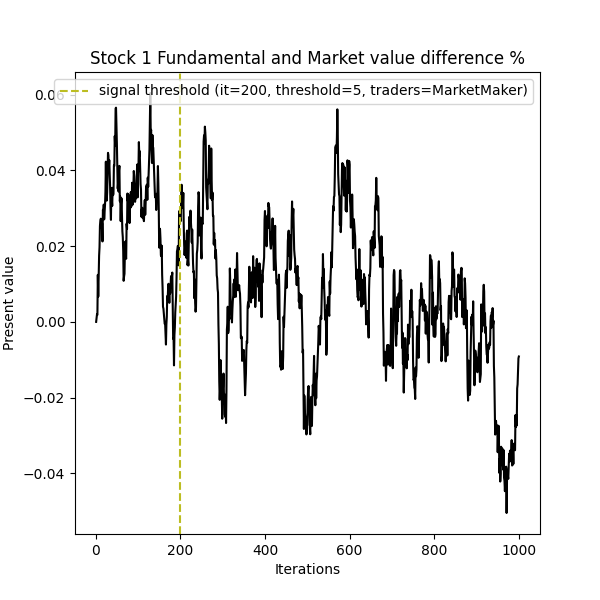 Stock 1 Fundamental and Market value difference %
signal threshold (it=200, threshold=5, traders=MarketMaker)
0.06
0.04
0.02
0.00
−0.02
−0.04
Present value
0 200 400 600 800 1000
Iterations